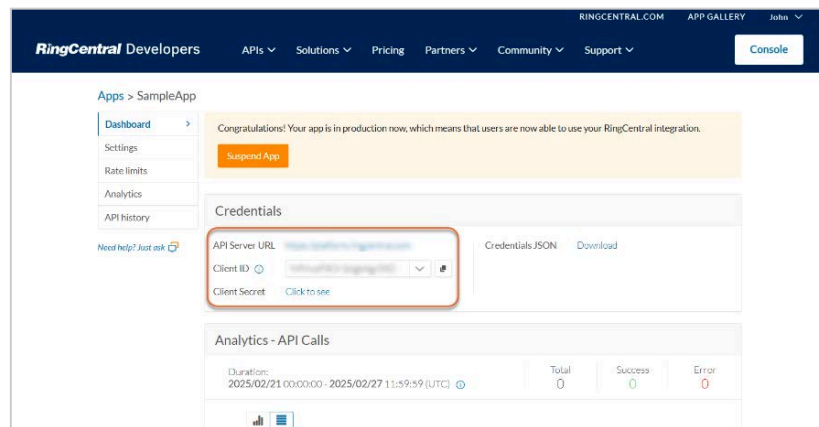 RINGCENTRAL.COM APP GALLERY John
RingCentral Developers APIs Solutions Pricing Partners Community Support Console
Apps > SampleApp
Dashboard >
Settings
Rate limits
Analytics
API history
Need help? Just ask
Congratulations! Your app is in production now, which means that users are now able to use your RingCentral integration.
Suspend App
Credentials
API Server URL
Client ID
Client Secret Click to see
Credentials JSON Download
Analytics - API Calls
Duration:
2025/02/21 00:00:00 - 2025/02/27 11:59:59 (UTC)
Total Success Error
0 0 0